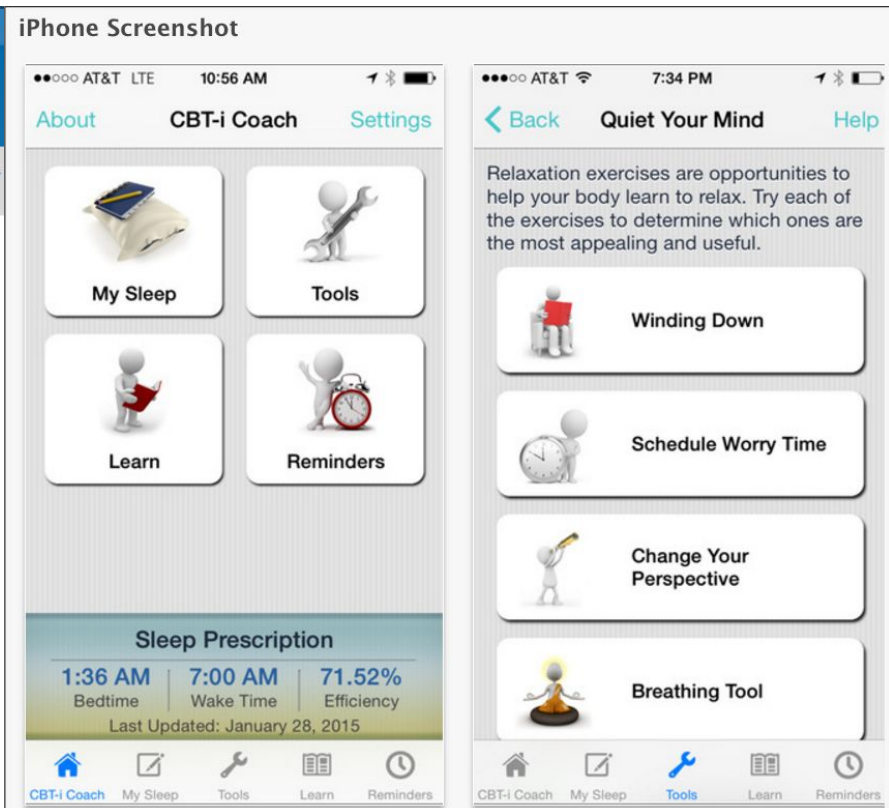 iPhone Screenshot
●●○○○ AT&T LTE 10:56 AM
About CBT-i Coach Settings
My Sleep Tools
Learn Reminders
Sleep Prescription
1:36 AM 7:00 AM 71.52%
Bedtime Wake Time Efficiency
Last Updated: January 28, 2015
CBT-i Coach My Sleep Tools Learn Reminders
●●●○○ AT&T 7:34 PM
Back Quiet Your Mind Help
Relaxation exercises are opportunities to
help your body learn to relax. Try each of
the exercises to determine which ones are
the most appealing and useful.
Winding Down
Schedule Worry Time
Change Your
Perspective
Breathing Tool
CBT-i Coach My Sleep Tools Learn Reminders